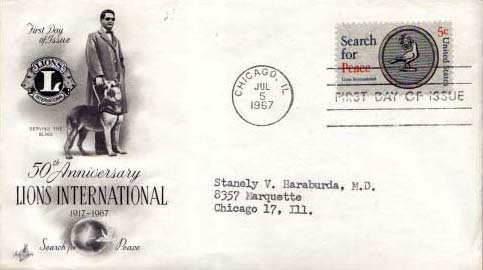 First Day
of Issue
LIONS
L
INTERNATIONAL
SERVING THE
BLIND
50th Anniversary
LIONS INTERNATIONAL
1917-1967
Search for Peace
ArtCraft
CHICAGO, IL
JUL
5
1967
Search
for
Peace
Lions International
5c
United States
FIRST DAY OF ISSUE
Stanely V. Haraburda, M.D.
8357 Marquette
Chicago 17, Ill.